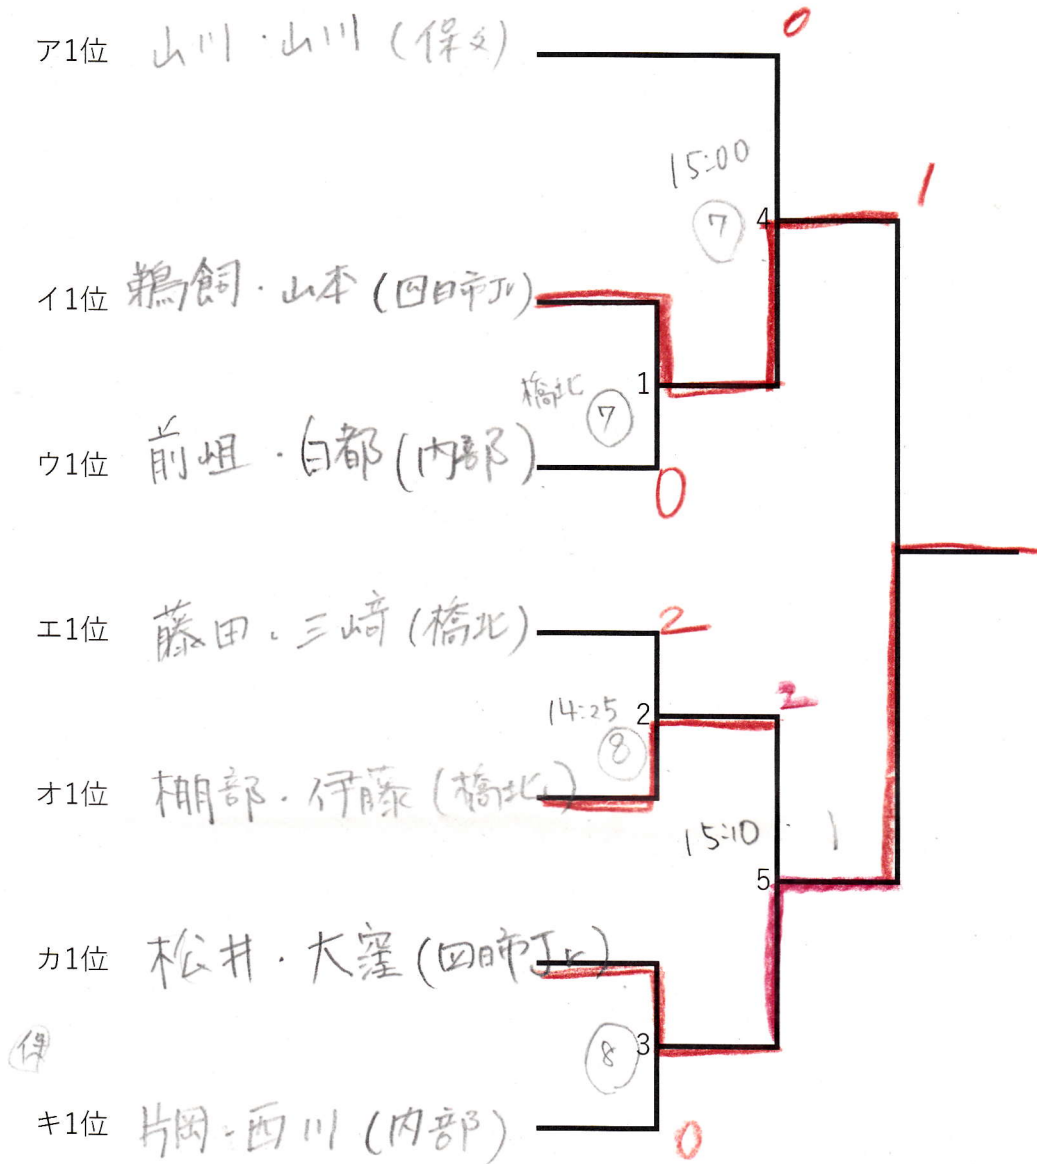 0
ア1位 山川・山川(保々)
15:00
1
⑦ 4
イ1位 鵜飼・山本(四日市Jr)
橋北 1
⑦
ウ1位 前岨・白都(内部)
0
エ1位 藤田・三﨑(橋北)
2
2
14:25 2
⑧
オ1位 棚部・伊藤(橋北)
15:10 1
5
カ1位 松井・大窪(四日市Jr)
保
⑧ 3
キ1位 片岡・西川(内部)
0